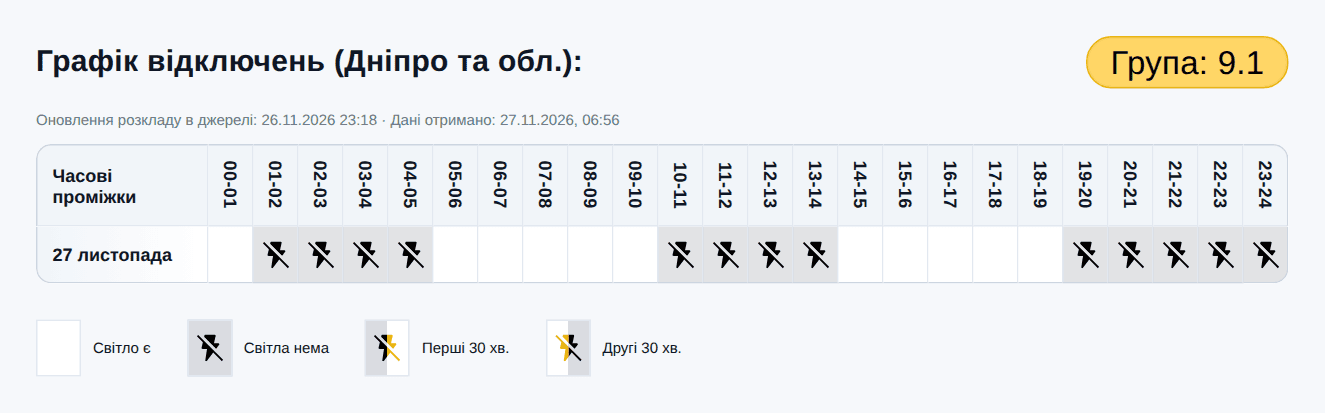 Графік відключень (Дніпро та обл.):
Група: 9.1
Оновлення розкладу в джерелі: 26.11.2026 23:18 · Дані отримано: 27.11.2026, 06:56
Часові
проміжки
00-01
01-02
02-03
03-04
04-05
05-06
06-07
07-08
08-09
09-10
10-11
11-12
12-13
13-14
14-15
15-16
16-17
17-18
18-19
19-20
20-21
21-22
22-23
23-24
27 листопада
Світло є
Світла нема
Перші 30 хв.
Другі 30 хв.